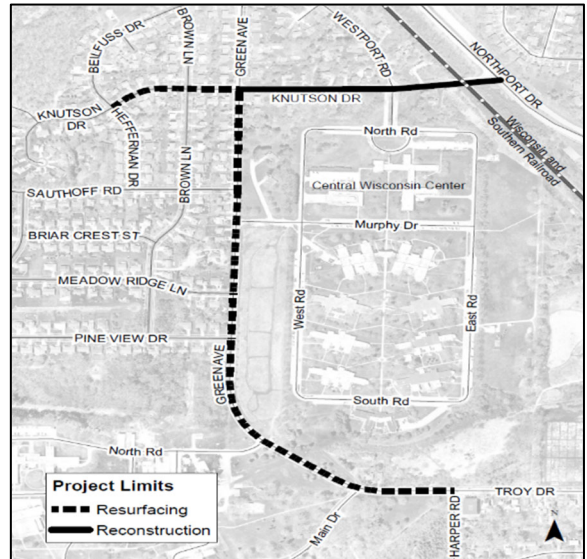 BROWN LN
GREEN AVE
WESTPORT RD
BEILFUSS DR
NORTHPORT DR
KNUTSON
DR
HEFFERNAN DR
KNUTSON DR
Wisconsin and
Southern Railroad
North Rd
Central Wisconsin Center
SAUTHOFF RD
BROWN LN
Murphy Dr
BRIAR CREST ST
MEADOW RIDGE LN
West Rd
East Rd
PINE VIEW DR
GREEN AVE
South Rd
North Rd
Project Limits
Resurfacing
Reconstruction
Main Dr
HARPER RD
TROY DR
N